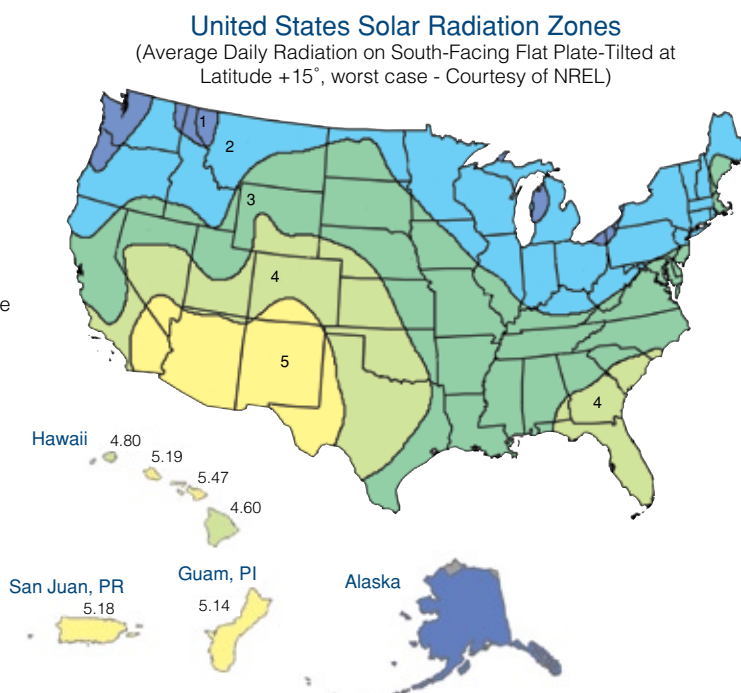 United States Solar Radiation Zones
(Average Daily Radiation on South-Facing Flat Plate-Tilted at
Latitude +15°, worst case - Courtesy of NREL)
1
2
3
4
5
4
e
Hawaii
4.80
5.19
5.47
4.60
San Juan, PR
5.18
Guam, PI
5.14
Alaska